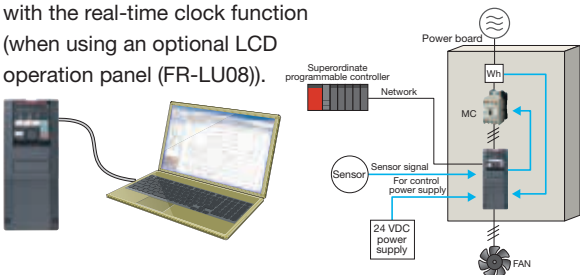 with the real-time clock function
(when using an optional LCD
operation panel (FR-LU08)).
Power board
Superordinate
programmable controller
Network
Wh
MC
Sensor
Sensor signal
For control
power supply
24 VDC
power
supply
FAN